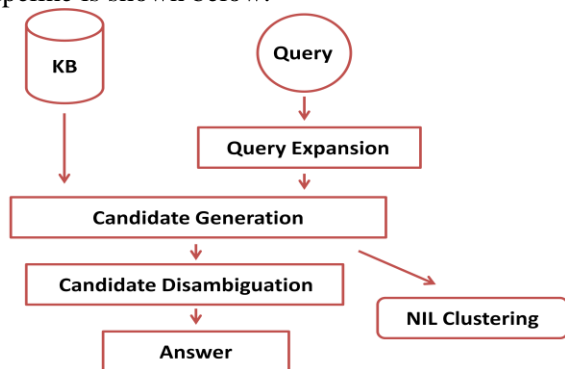 KB
Query
Query Expansion
Candidate Generation
Candidate Disambiguation
NIL Clustering
Answer